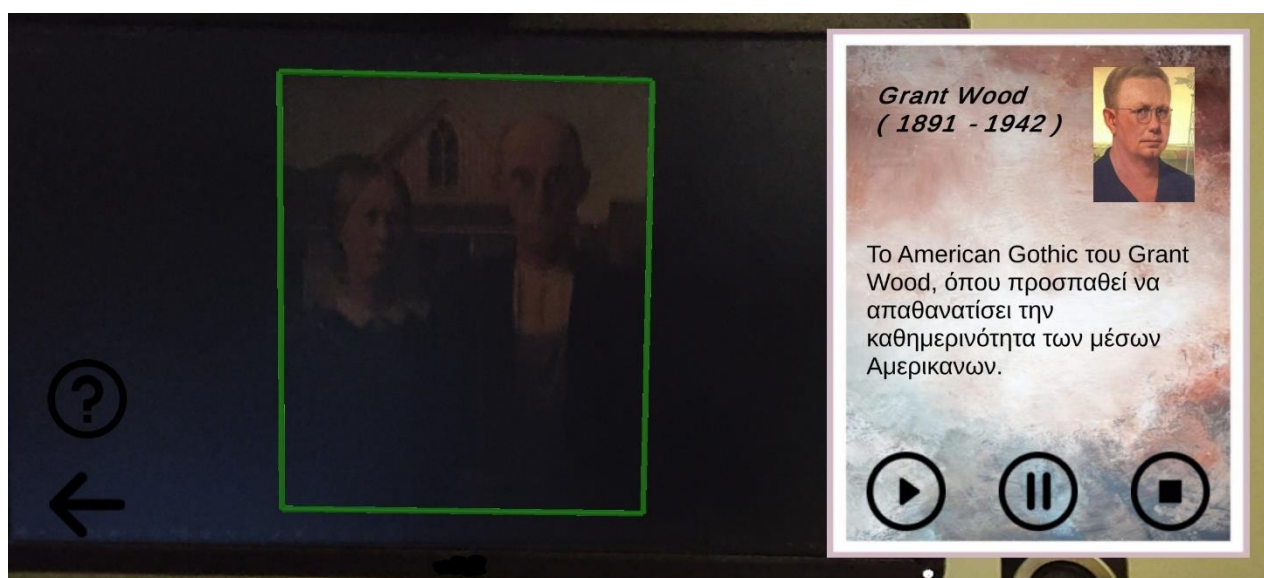 Grant Wood
( 1891 - 1942 )
Το American Gothic του Grant
Wood, όπου προσπαθεί να
απαθανατίσει την
καθημερινότητα των μέσων
Αμερικανων.
?